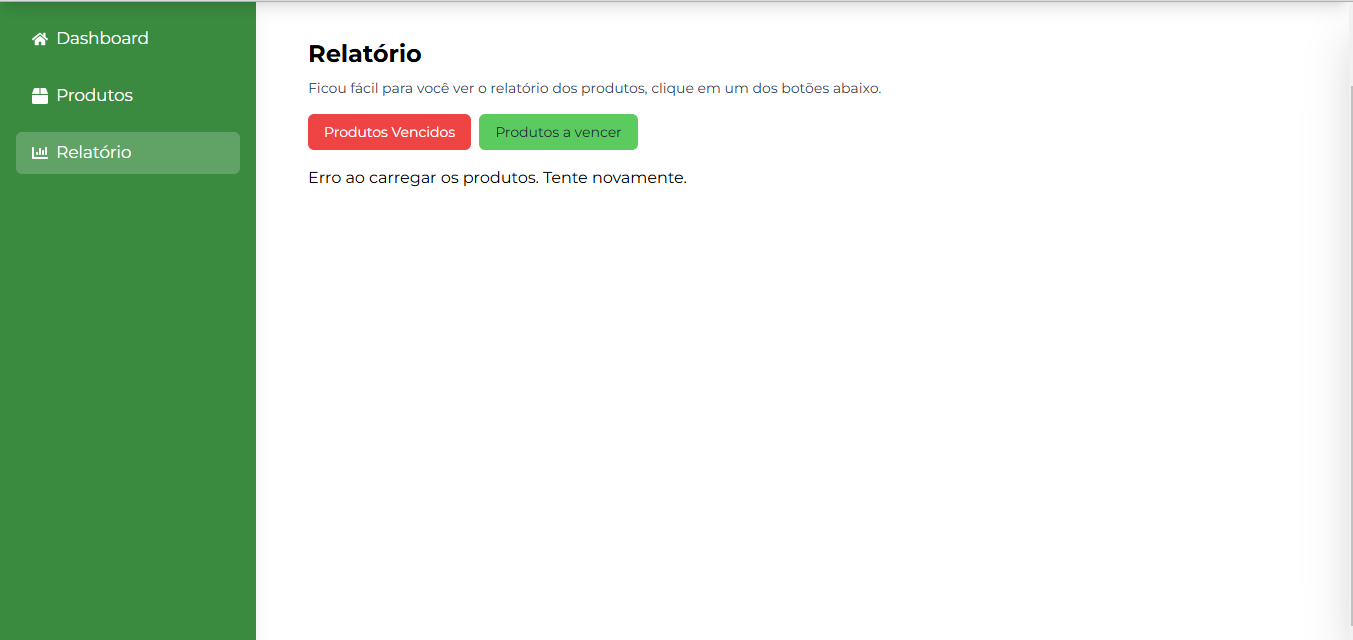 Dashboard
Produtos
Relatório
Relatório
Ficou fácil para você ver o relatório dos produtos, clique em um dos botões abaixo.
Produtos Vencidos
Produtos a vencer
Erro ao carregar os produtos. Tente novamente.